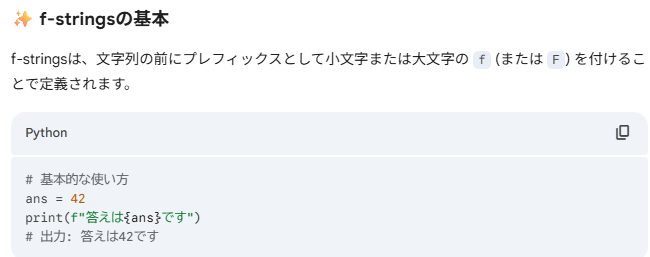 ✨ f-stringsの基本
f-stringsは、文字列の前にプレフィックスとして小文字または大文字の f (または F) を付けるこ
とで定義されます。
Python
# 基本的な使い方
ans = 42
print(f"答えは{ans}です")
# 出力: 答えは42です